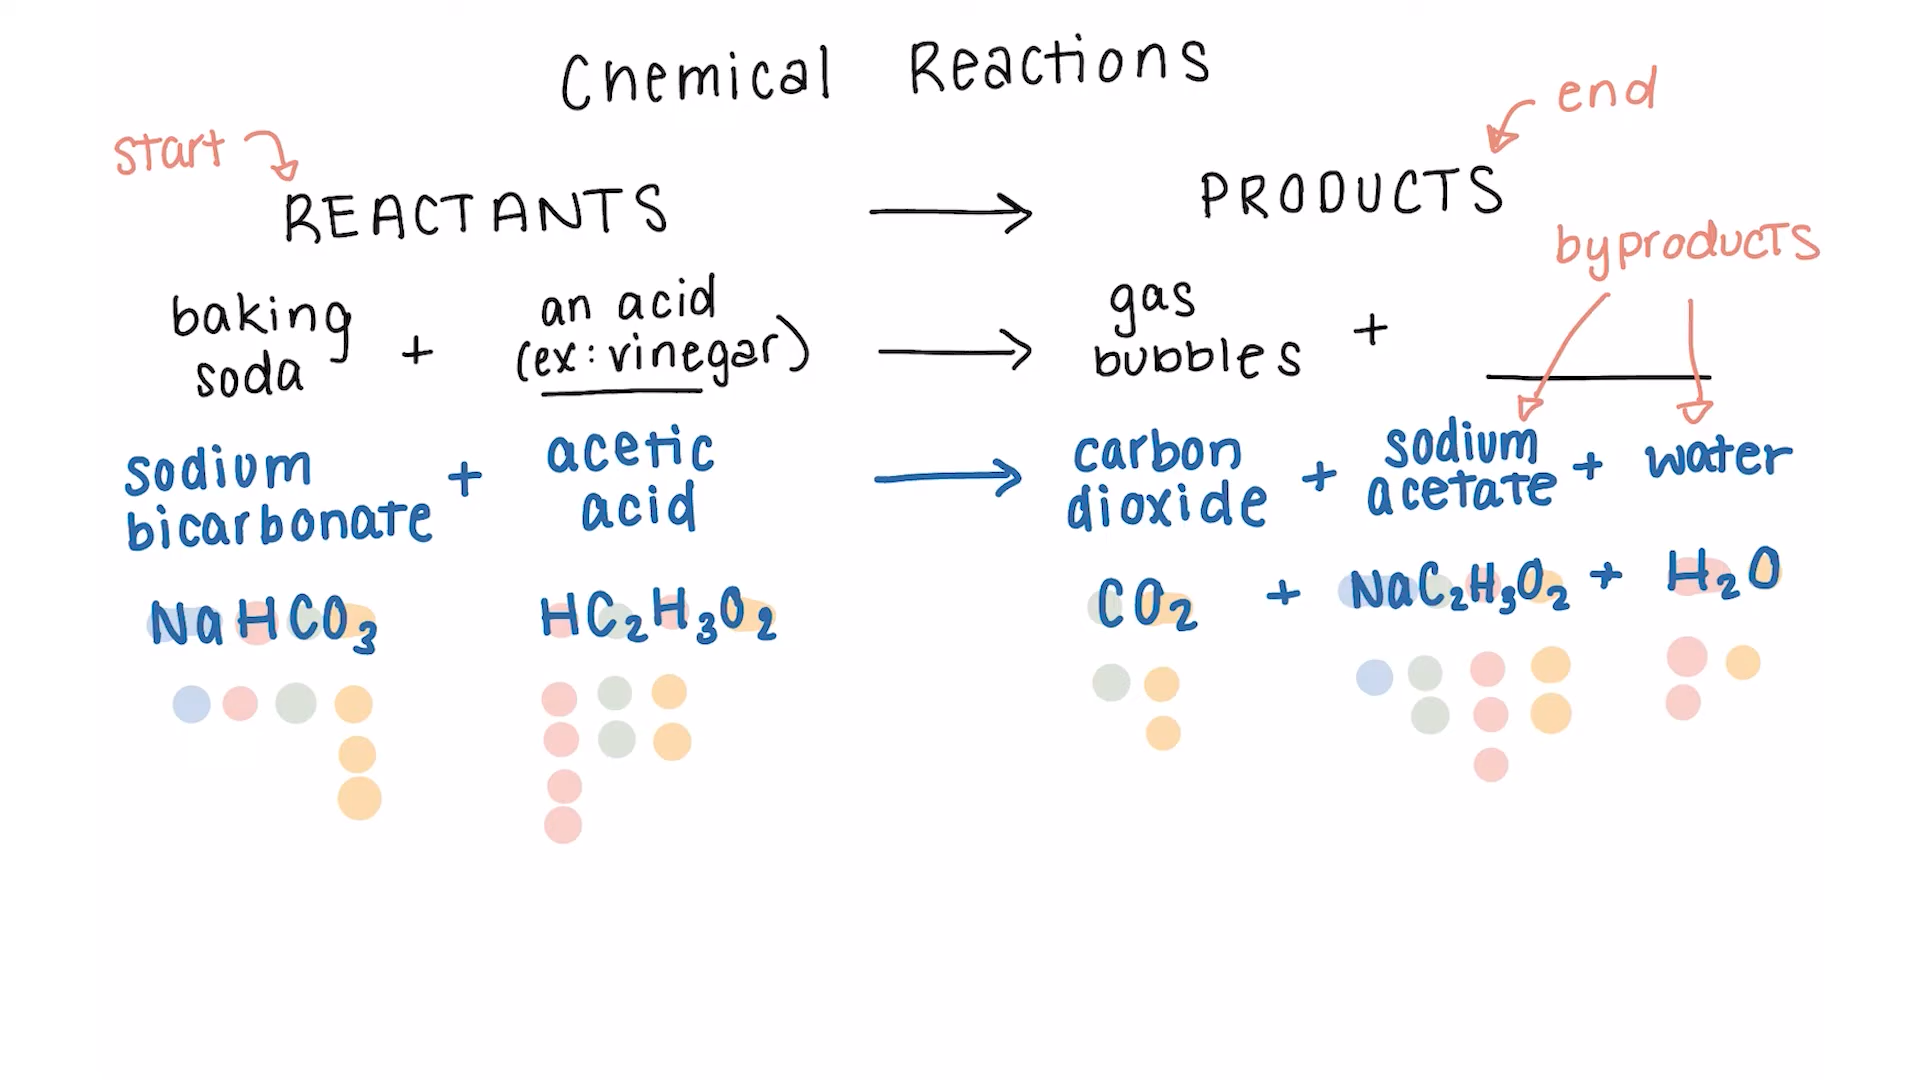 Chemical Reactions
start
end
REACTANTS → PRODUCTS
byproducts
baking soda + an acid (ex: vinegar) → gas bubbles + ____
sodium bicarbonate + acetic acid → carbon dioxide + sodium acetate + water
NaHCO₃ HC₂H₃O₂ CO₂ + NaC₂H₃O₂ + H₂O